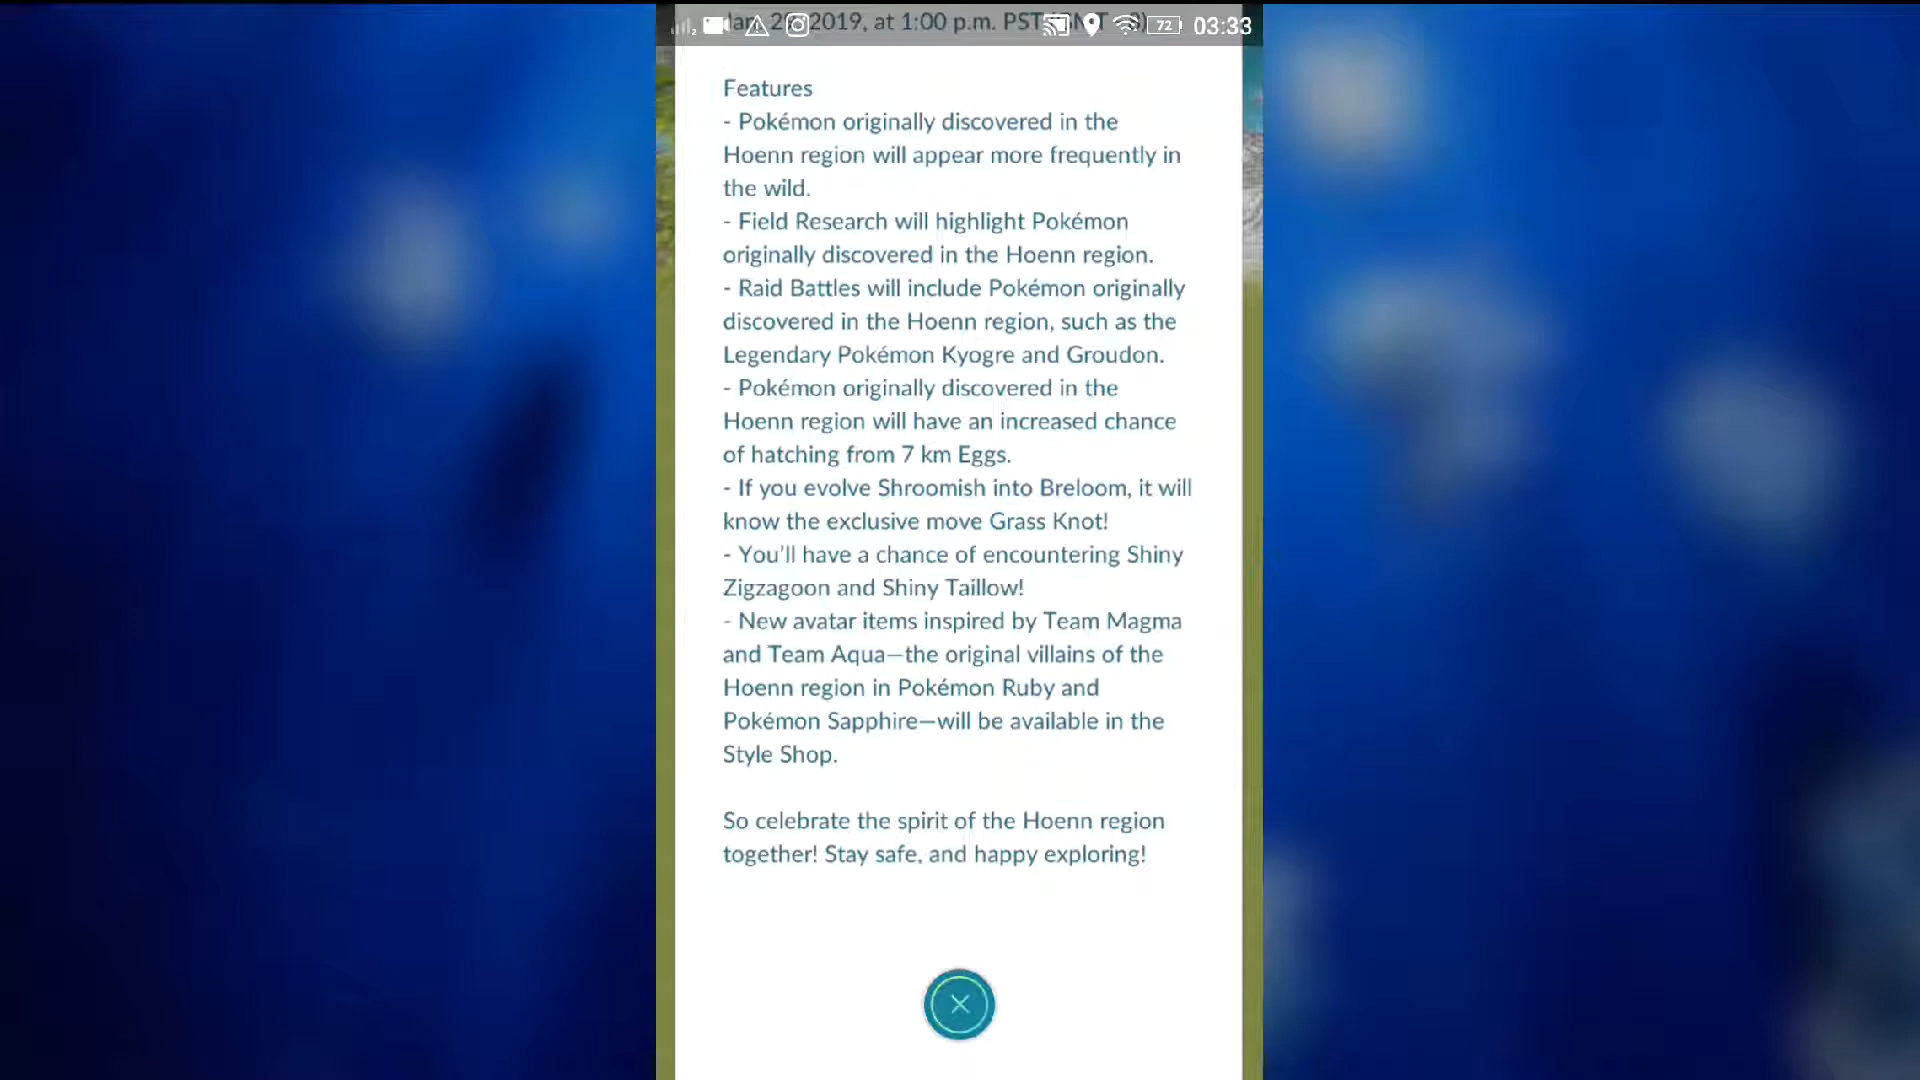 2019, at 1:00 p.m. PST
72 03:33
Features
- Pokémon originally discovered in the
Hoenn region will appear more frequently in
the wild.
- Field Research will highlight Pokémon
originally discovered in the Hoenn region.
- Raid Battles will include Pokémon originally
discovered in the Hoenn region, such as the
Legendary Pokémon Kyogre and Groudon.
- Pokémon originally discovered in the
Hoenn region will have an increased chance
of hatching from 7 km Eggs.
- If you evolve Shroomish into Breloom, it will
know the exclusive move Grass Knot!
- You’ll have a chance of encountering Shiny
Zigzagoon and Shiny Taillow!
- New avatar items inspired by Team Magma
and Team Aqua—the original villains of the
Hoenn region in Pokémon Ruby and
Pokémon Sapphire—will be available in the
Style Shop.
So celebrate the spirit of the Hoenn region
together! Stay safe, and happy exploring!